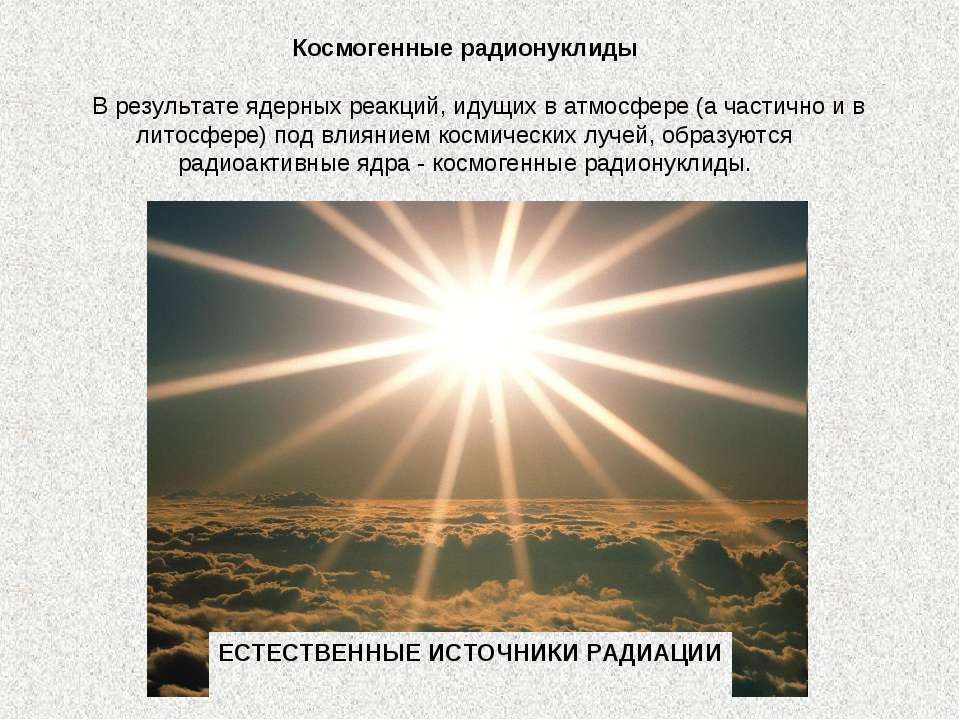 Космогенные радионуклиды
В результате ядерных реакций, идущих в атмосфере (а частично и в
литосфере) под влиянием космических лучей, образуются
радиоактивные ядра - космогенные радионуклиды.
ЕСТЕСТВЕННЫЕ ИСТОЧНИКИ РАДИАЦИИ